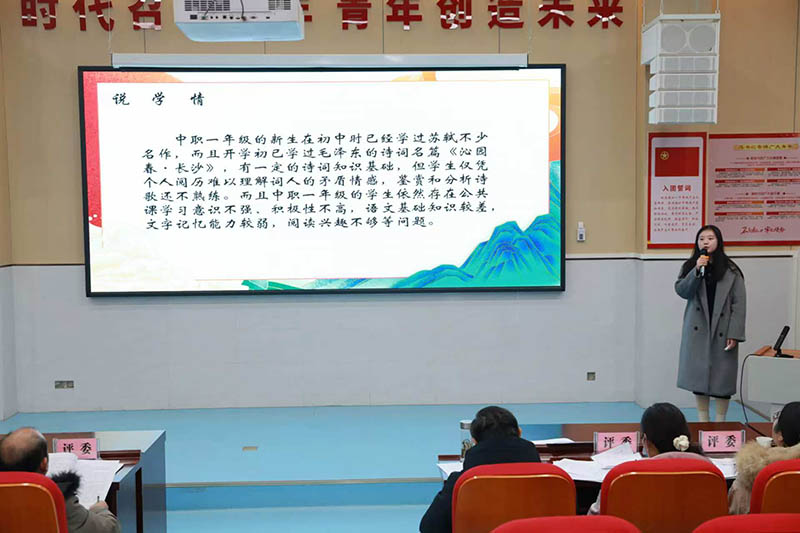 时代召
年青年创造未来
说 学 情
中职一年级的新生在初中时已经学过苏轼不少
名作，而且开学初已学过毛泽东的诗词名篇《沁园
春·长沙》，有一定的诗词知识基础，但学生仅凭
个人阅历难以理解词人的矛盾情感，鉴赏和分析诗
歌还不熟练。而且中职一年级的学生依然存在公共
课学习意识不强、积极性不高，语文基础知识较差，
文字记忆能力较弱，阅读兴趣不够等问题。
入团誓词
评委
评委
评委